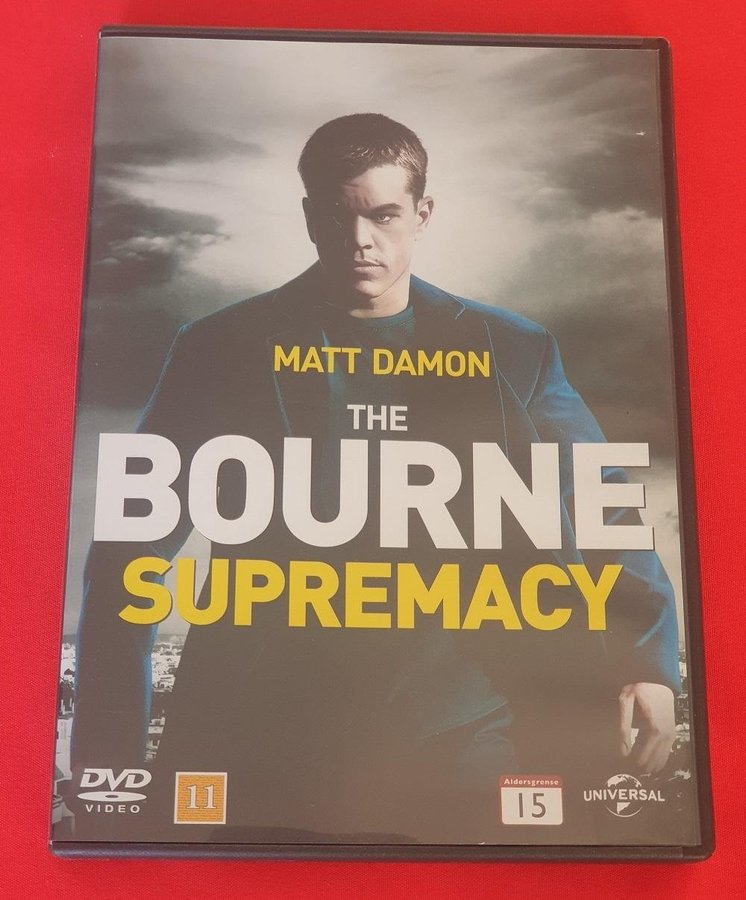 MATT DAMON
THE
BOURNE
SUPREMACY
DVD
VIDEO
11
Aldersgrense
15
UNIVERSAL